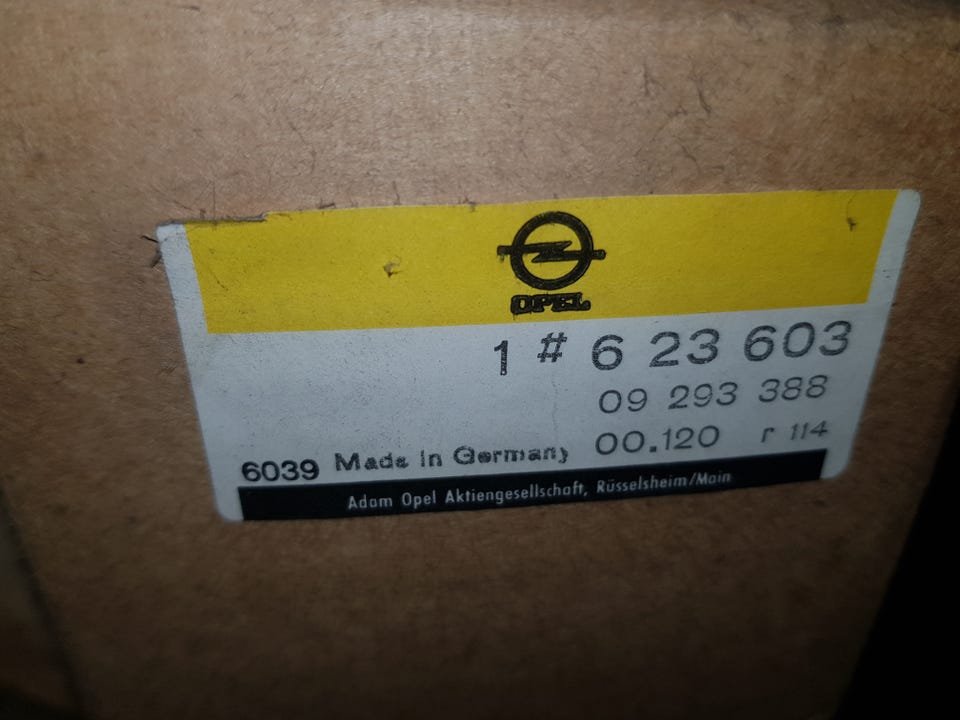 OPEL
1 # 6 23 603
09 293 388
6039 Made in Germany 00.120 r 114
Adam Opel Aktiengesellschaft, Rüsselsheim/Main